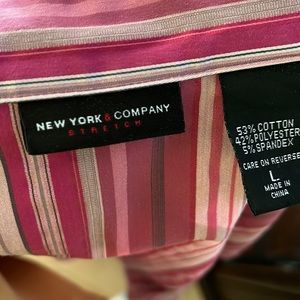 NEW YORK & COMPANY
STRETCH
53% COTTON
42% POLYESTER
5% SPANDEX
CARE ON REVERSE
L
MADE IN
CHINA